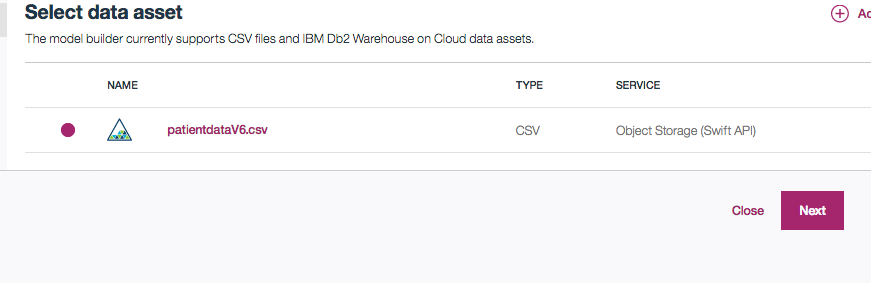 Select data asset
The model builder currently supports CSV files and IBM Db2 Warehouse on Cloud data assets.
NAME TYPE SERVICE
patientdataV6.csv CSV Object Storage (Swift API)
Close Next